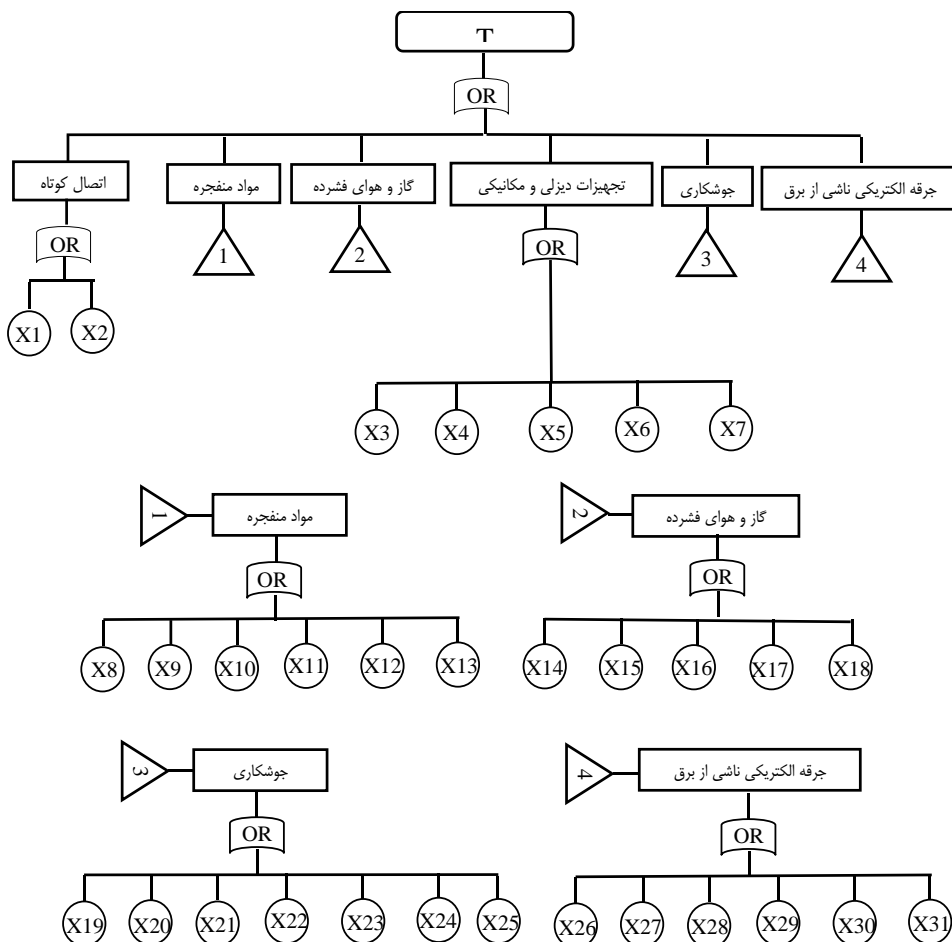 T
OR
اتصال کوتاه
مواد منفجره
گاز و هوای فشرده
تجهیزات دیزلی و مکانیکی
جوشکاری
جرقه الکتریکی ناشی از برق
OR
1
2
OR
3
4
X1 X2
X3 X4 X5 X6 X7
1 مواد منفجره
2 گاز و هوای فشرده
OR
OR
X8 X9 X10 X11 X12 X13
X14 X15 X16 X17 X18
3 جوشکاری
4 جرقه الکتریکی ناشی از برق
OR
OR
X19 X20 X21 X22 X23 X24 X25
X26 X27 X28 X29 X30 X31